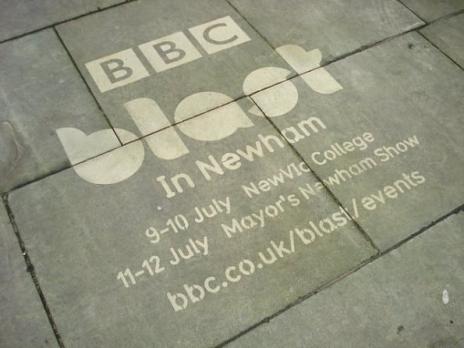 BBC
blast
In Newham
9-10 July NewVIc College
11-12 July Mayor's Newham Show
bbc.co.uk/blast/events